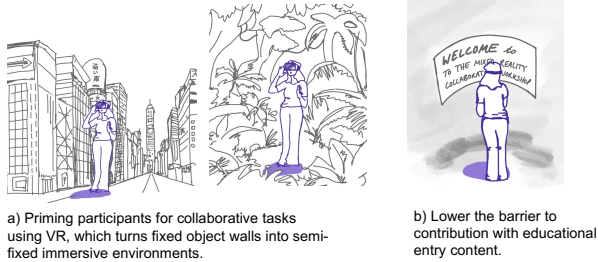 WELCOME to
TO THE MIXED REALITY
COLLABORAT WORKSHOP
a) Priming participants for collaborative tasks
using VR, which turns fixed object walls into semi-
fixed immersive environments.
b) Lower the barrier to
contribution with educational
entry content.